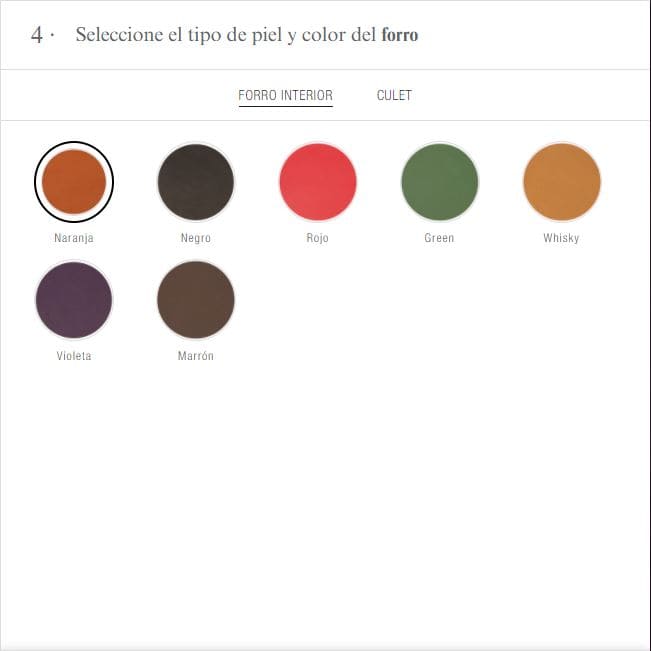 4 · Seleccione el tipo de piel y color del forro
FORRO INTERIOR CULET
Naranja Negro Rojo Green Whisky
Violeta Marrón